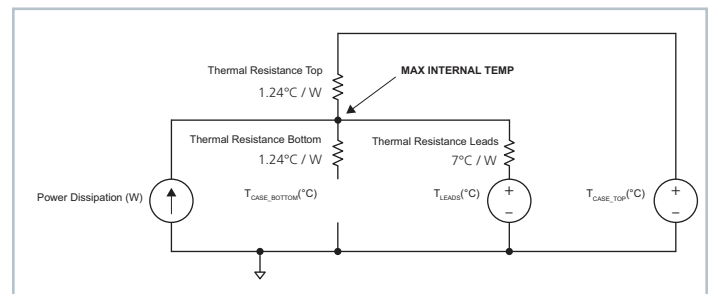 Thermal Resistance Top
1.24°C / W
MAX INTERNAL TEMP
Thermal Resistance Bottom
1.24°C / W
Thermal Resistance Leads
7°C / W
Power Dissipation (W)
TCASE_BOTTOM(°C)
TLEADS(°C)
+
–
TCASE_TOP(°C)
+
–